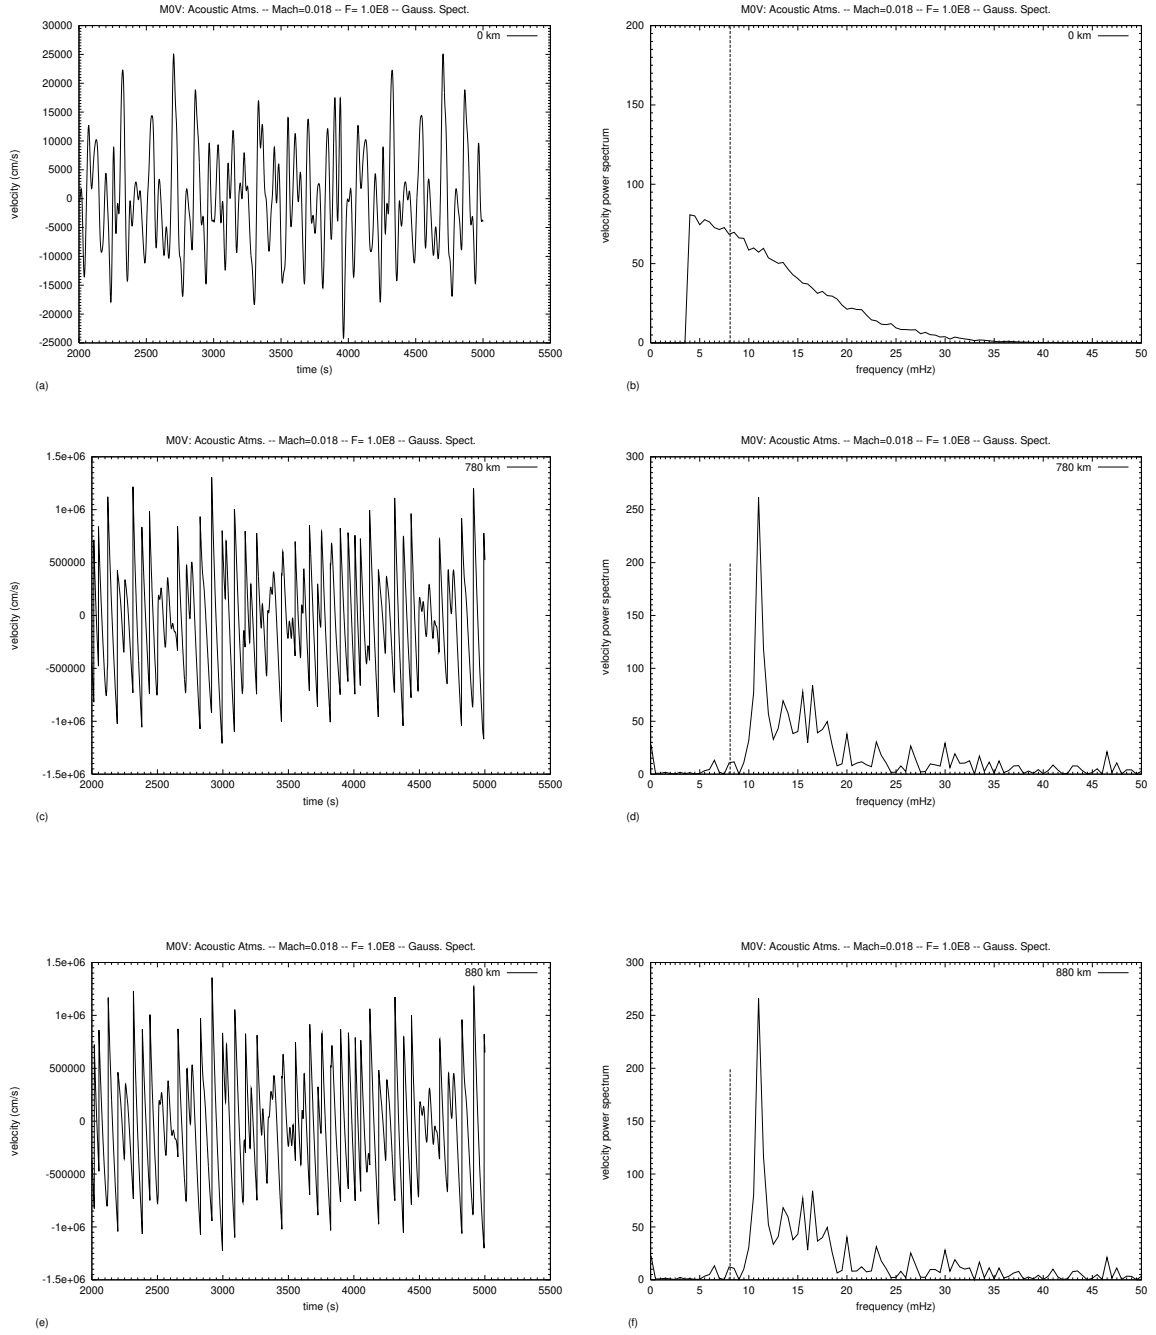 M0V: Acoustic Atms. -- Mach=0.018 -- F= 1.0E8 -- Gauss. Spect.
0 km
velocity (cm/s)
30000
25000
20000
15000
10000
5000
0
-5000
-10000
-15000
-20000
-25000
2000 2500 3000 3500 4000 4500 5000 5500
time (s)
(a)
M0V: Acoustic Atms. -- Mach=0.018 -- F= 1.0E8 -- Gauss. Spect.
0 km
velocity power spectrum
200
150
100
50
0
0 5 10 15 20 25 30 35 40 45 50
frequency (mHz)
(b)
M0V: Acoustic Atms. -- Mach=0.018 -- F= 1.0E8 -- Gauss. Spect.
780 km
velocity (cm/s)
1.5e+06
1e+06
500000
0
-500000
-1e+06
-1.5e+06
2000 2500 3000 3500 4000 4500 5000 5500
time (s)
(c)
M0V: Acoustic Atms. -- Mach=0.018 -- F= 1.0E8 -- Gauss. Spect.
780 km
velocity power spectrum
300
250
200
150
100
50
0
0 5 10 15 20 25 30 35 40 45 50
frequency (mHz)
(d)
M0V: Acoustic Atms. -- Mach=0.018 -- F= 1.0E8 -- Gauss. Spect.
880 km
velocity (cm/s)
1.5e+06
1e+06
500000
0
-500000
-1e+06
-1.5e+06
2000 2500 3000 3500 4000 4500 5000 5500
time (s)
(e)
M0V: Acoustic Atms. -- Mach=0.018 -- F= 1.0E8 -- Gauss. Spect.
880 km
velocity power spectrum
300
250
200
150
100
50
0
0 5 10 15 20 25 30 35 40 45 50
frequency (mHz)
(f)